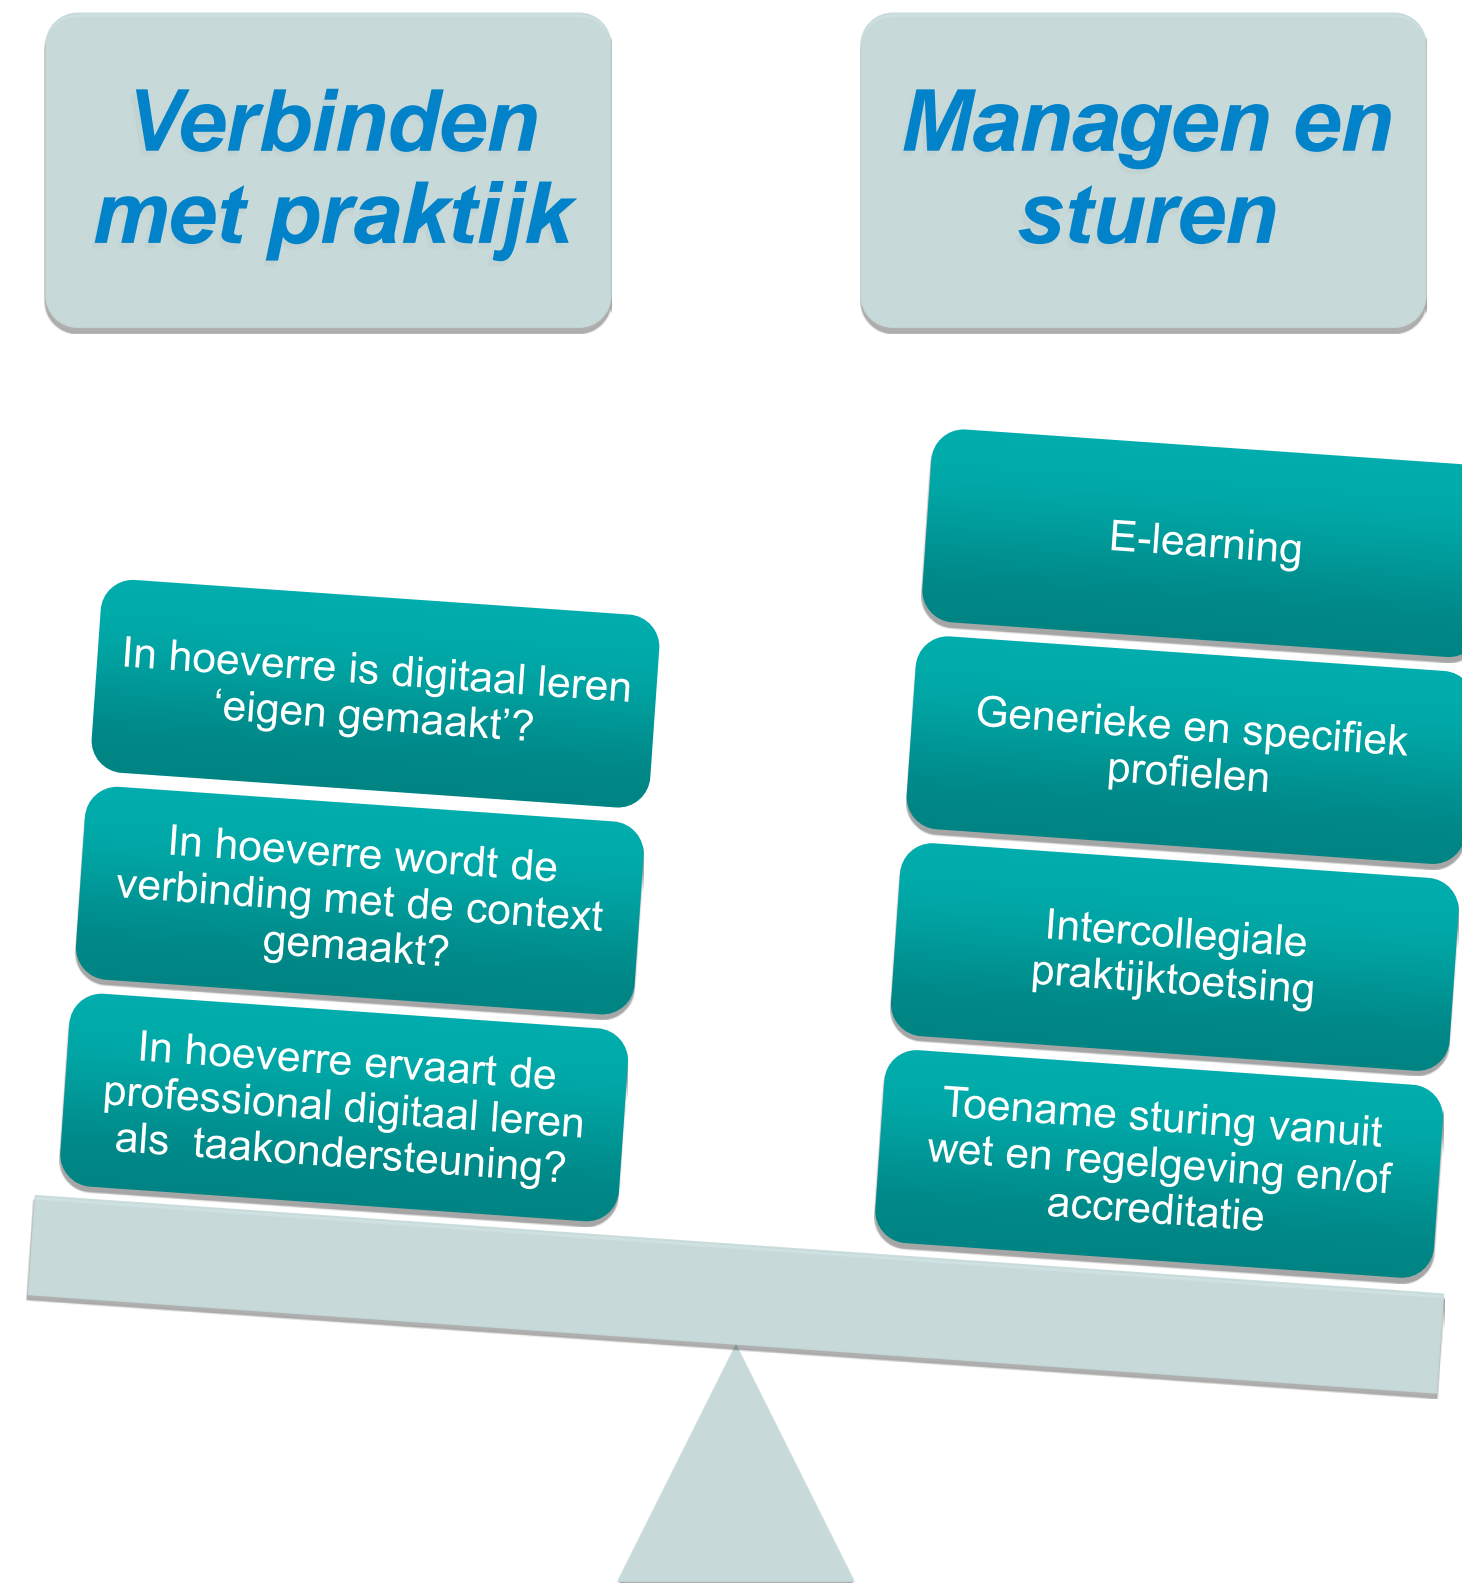 Verbinden
met praktijk
Managen en
sturen
In hoeverre is digitaal leren
‘eigen gemaakt’?
In hoeverre wordt de
verbinding met de context
gemaakt?
In hoeverre ervaart de
professional digitaal leren
als  taakondersteuning?
E-learning
Generieke en specifiek
profielen
Intercollegiale
praktijktoetsing
Toename sturing vanuit
wet en regelgeving en/of
accreditatie